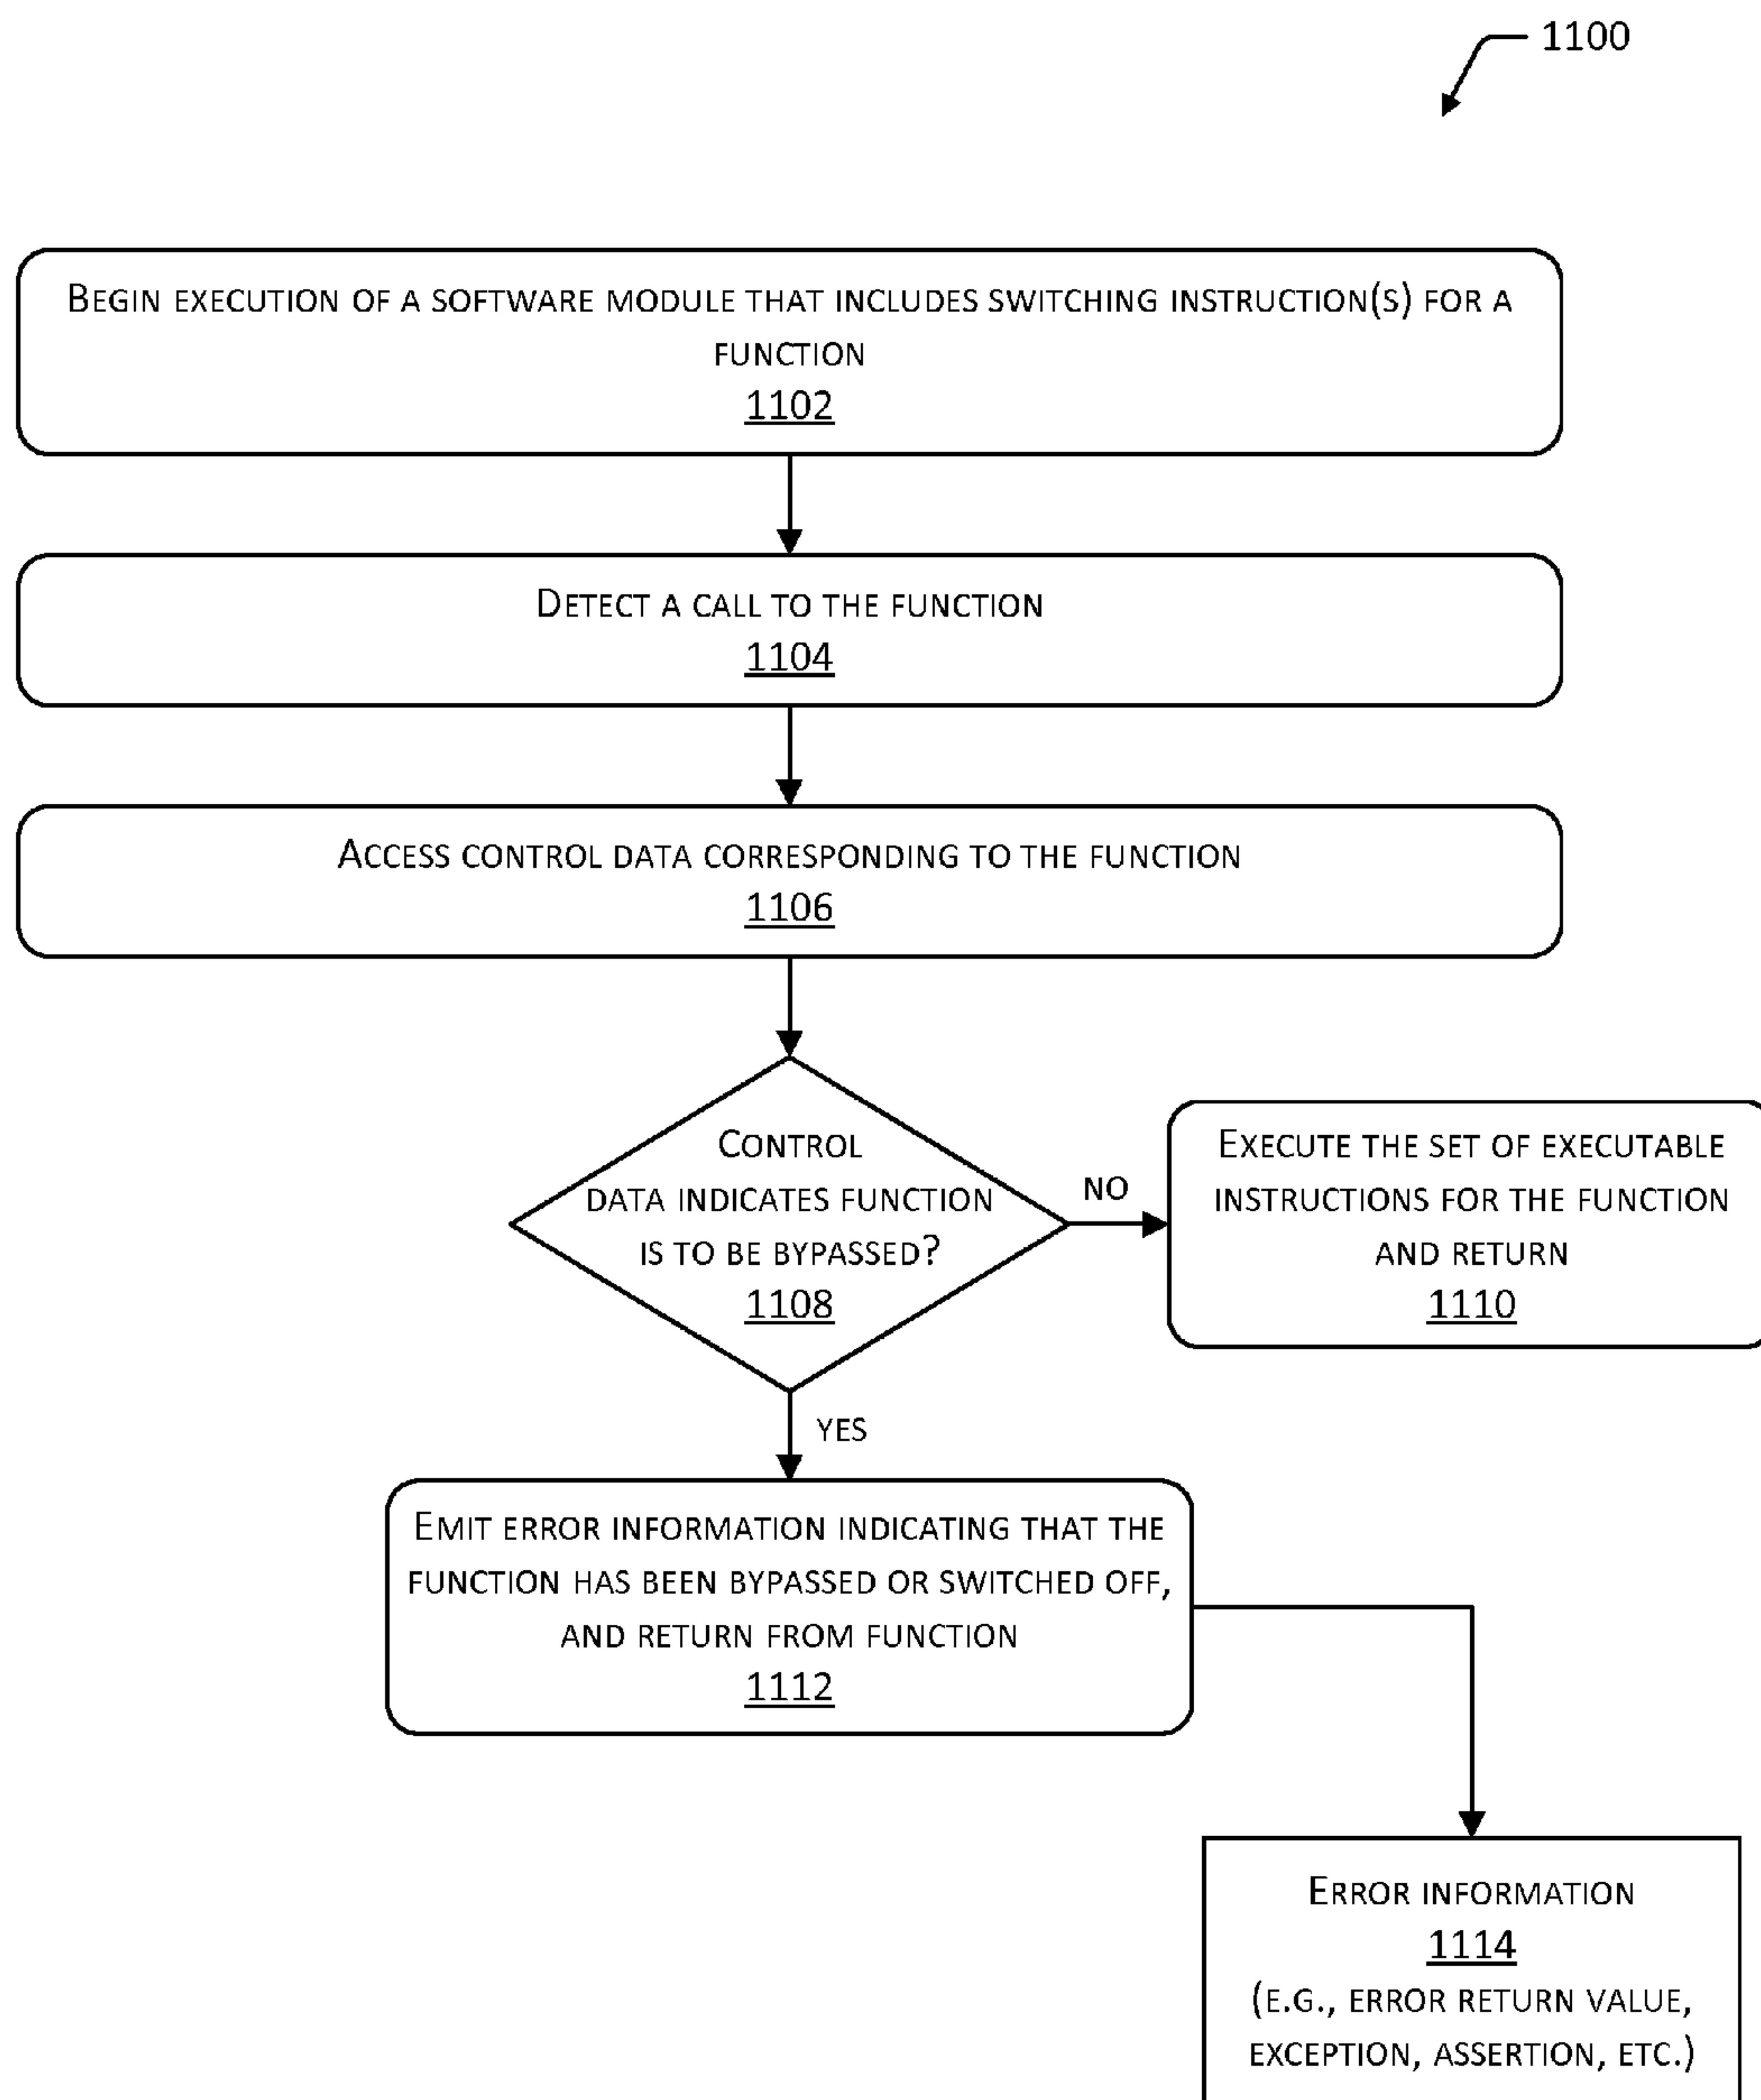 1100
BEGIN EXECUTION OF A SOFTWARE MODULE THAT INCLUDES SWITCHING INSTRUCTION(S) FOR A
FUNCTION
1102
DETECT A CALL TO THE FUNCTION
1104
ACCESS CONTROL DATA CORRESPONDING TO THE FUNCTION
1106
CONTROL
DATA INDICATES FUNCTION
IS TO BE BYPASSED?
1108
NO
EXECUTE THE SET OF EXECUTABLE
INSTRUCTIONS FOR THE FUNCTION
AND RETURN
1110
YES
EMIT ERROR INFORMATION INDICATING THAT THE
FUNCTION HAS BEEN BYPASSED OR SWITCHED OFF,
AND RETURN FROM FUNCTION
1112
ERROR INFORMATION
1114
(E.G., ERROR RETURN VALUE,
EXCEPTION, ASSERTION, ETC.)